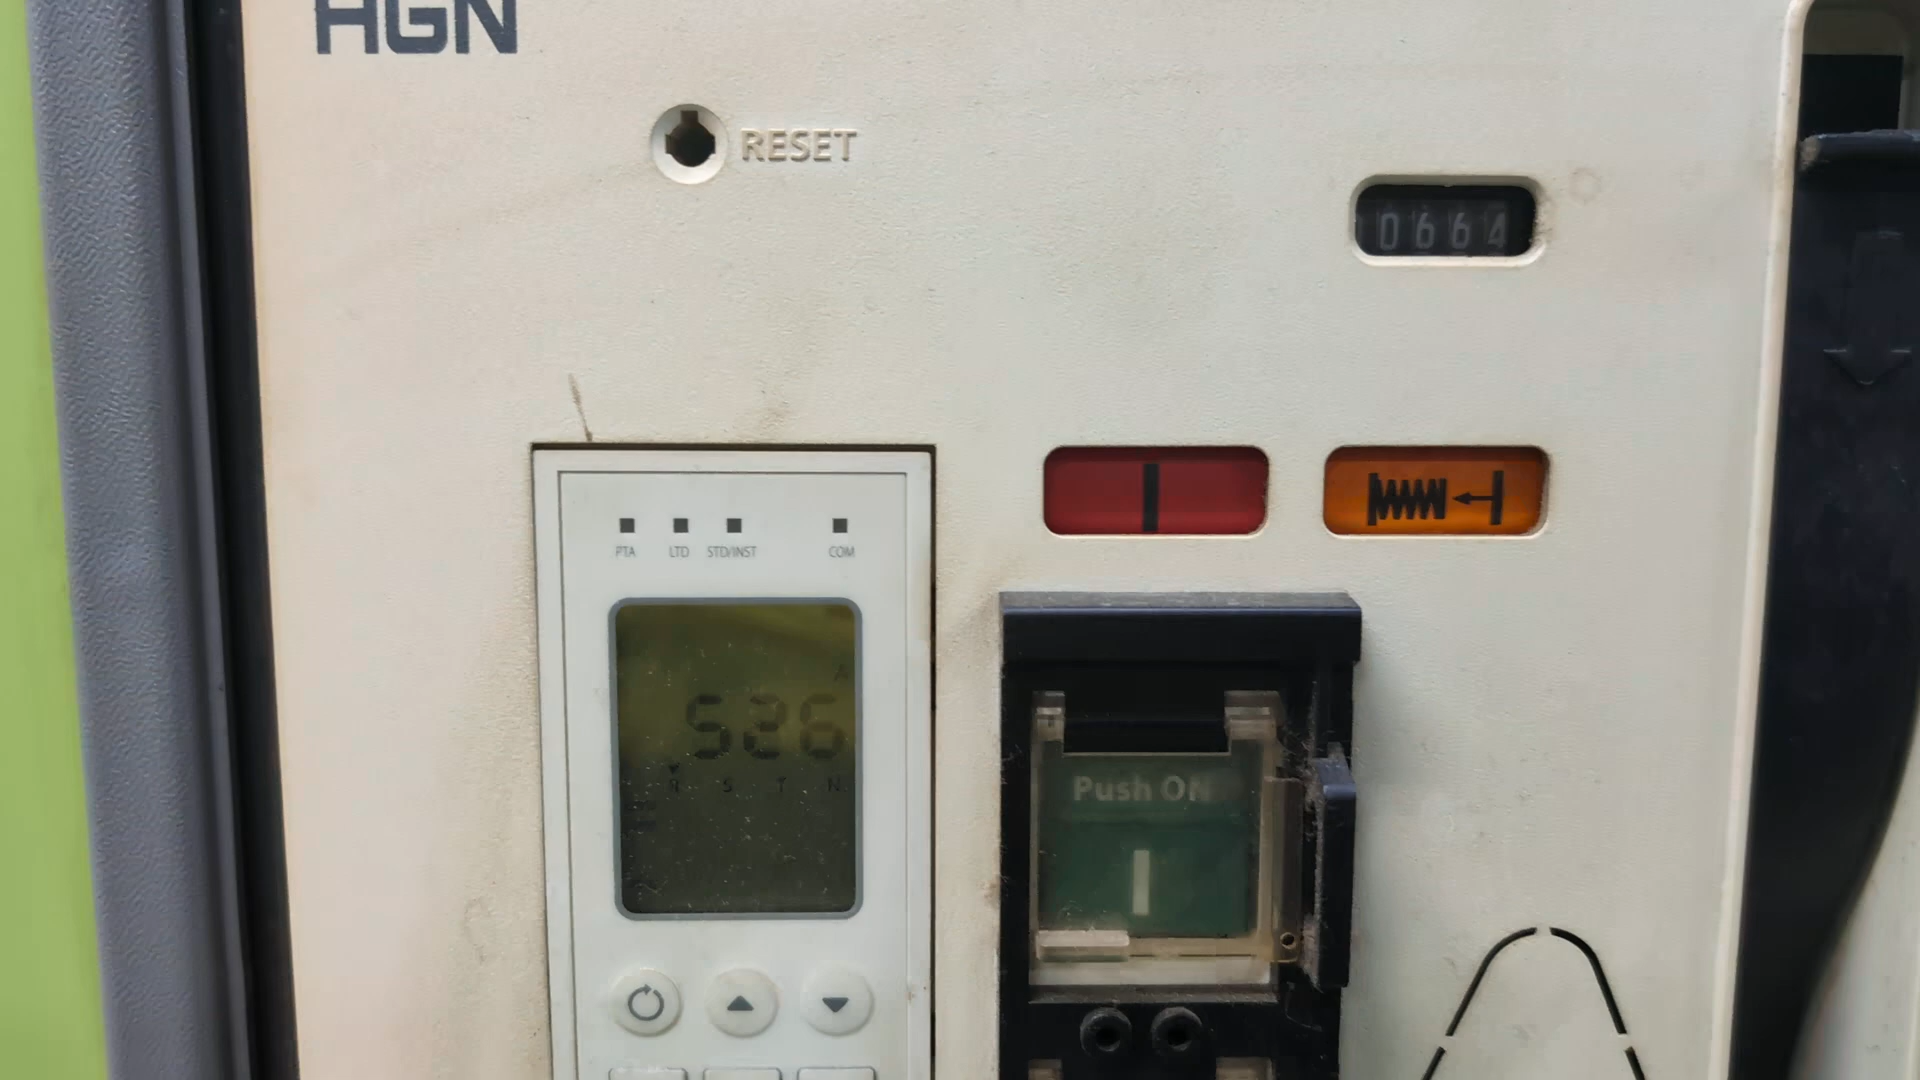 HGN
RESET
0664
PTA LTD STD/INST COM
A
526
R S T N
Push ON